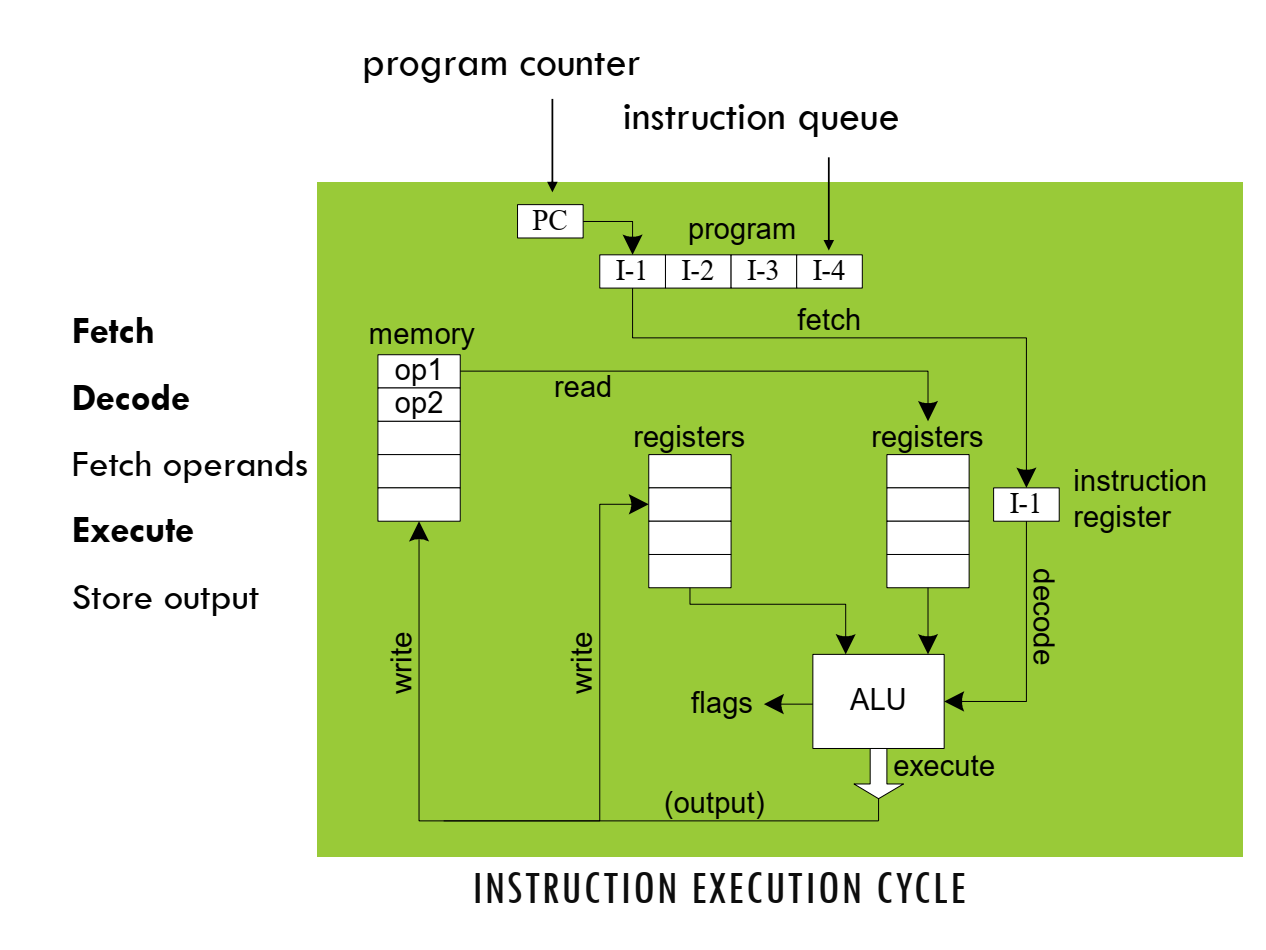 program counter
instruction queue
PC
program
I-1 I-2 I-3 I-4
fetch
Fetch
Decode
Fetch operands
Execute
Store output
memory
op1
op2
read
registers
registers
I-1
instruction
register
decode
write
write
flags
ALU
execute
(output)
INSTRUCTION EXECUTION CYCLE